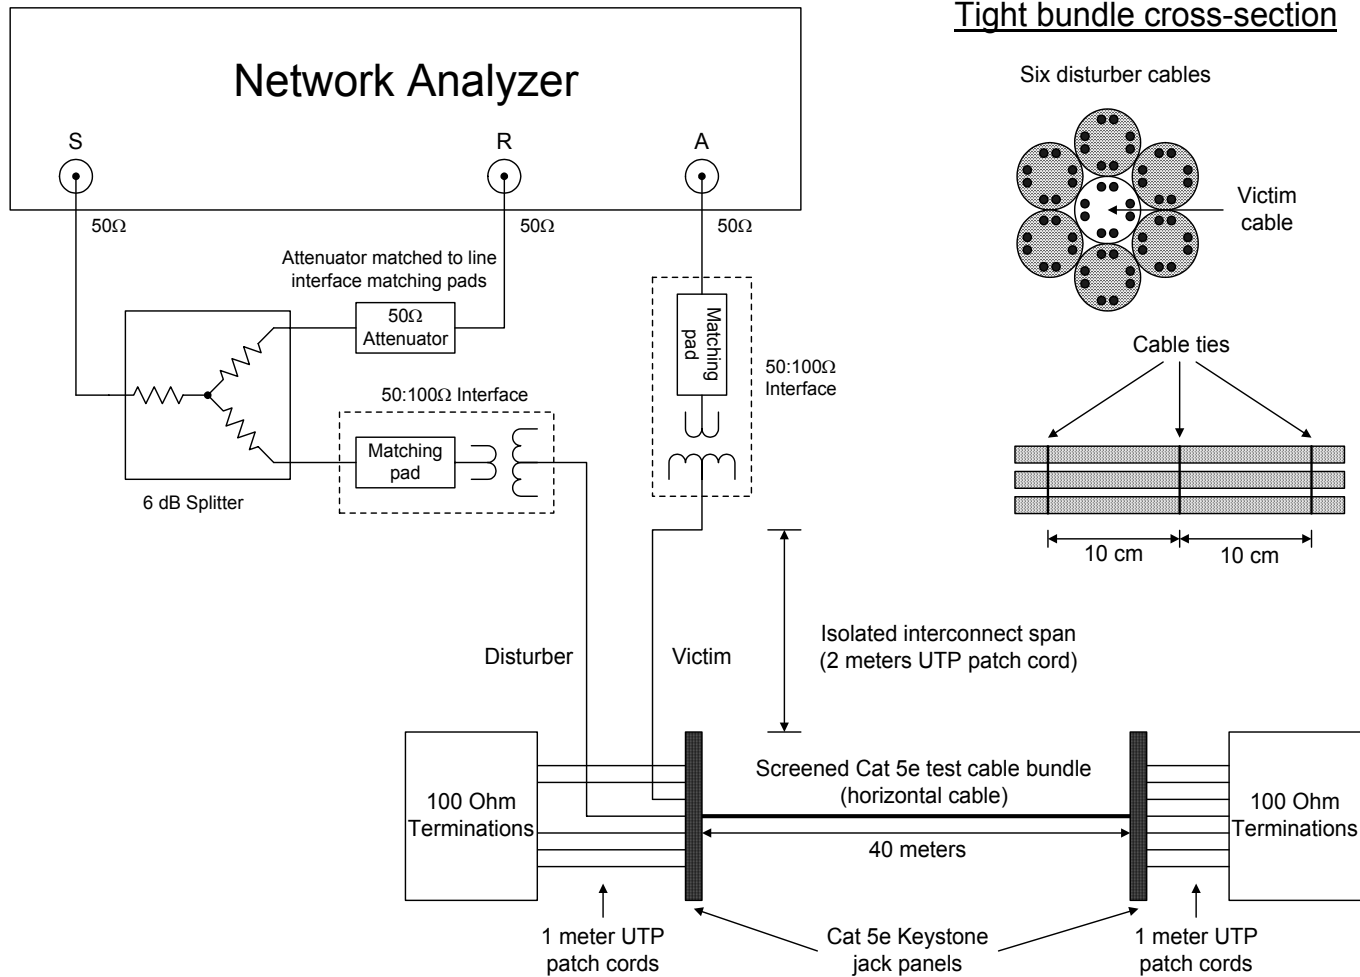 Tight bundle cross-section
Network Analyzer
S
R
A
50Ω
50Ω
50Ω
Six disturber cables
Victim
cable
Attenuator matched to line
interface matching pads
50Ω
Attenuator
Matching
pad
50:100Ω
Interface
50:100Ω Interface
Matching
pad
6 dB Splitter
Cable ties
10 cm
10 cm
Disturber
Victim
Isolated interconnect span
(2 meters UTP patch cord)
100 Ohm
Terminations
Screened Cat 5e test cable bundle
(horizontal cable)
40 meters
100 Ohm
Terminations
1 meter UTP
patch cords
Cat 5e Keystone
jack panels
1 meter UTP
patch cords